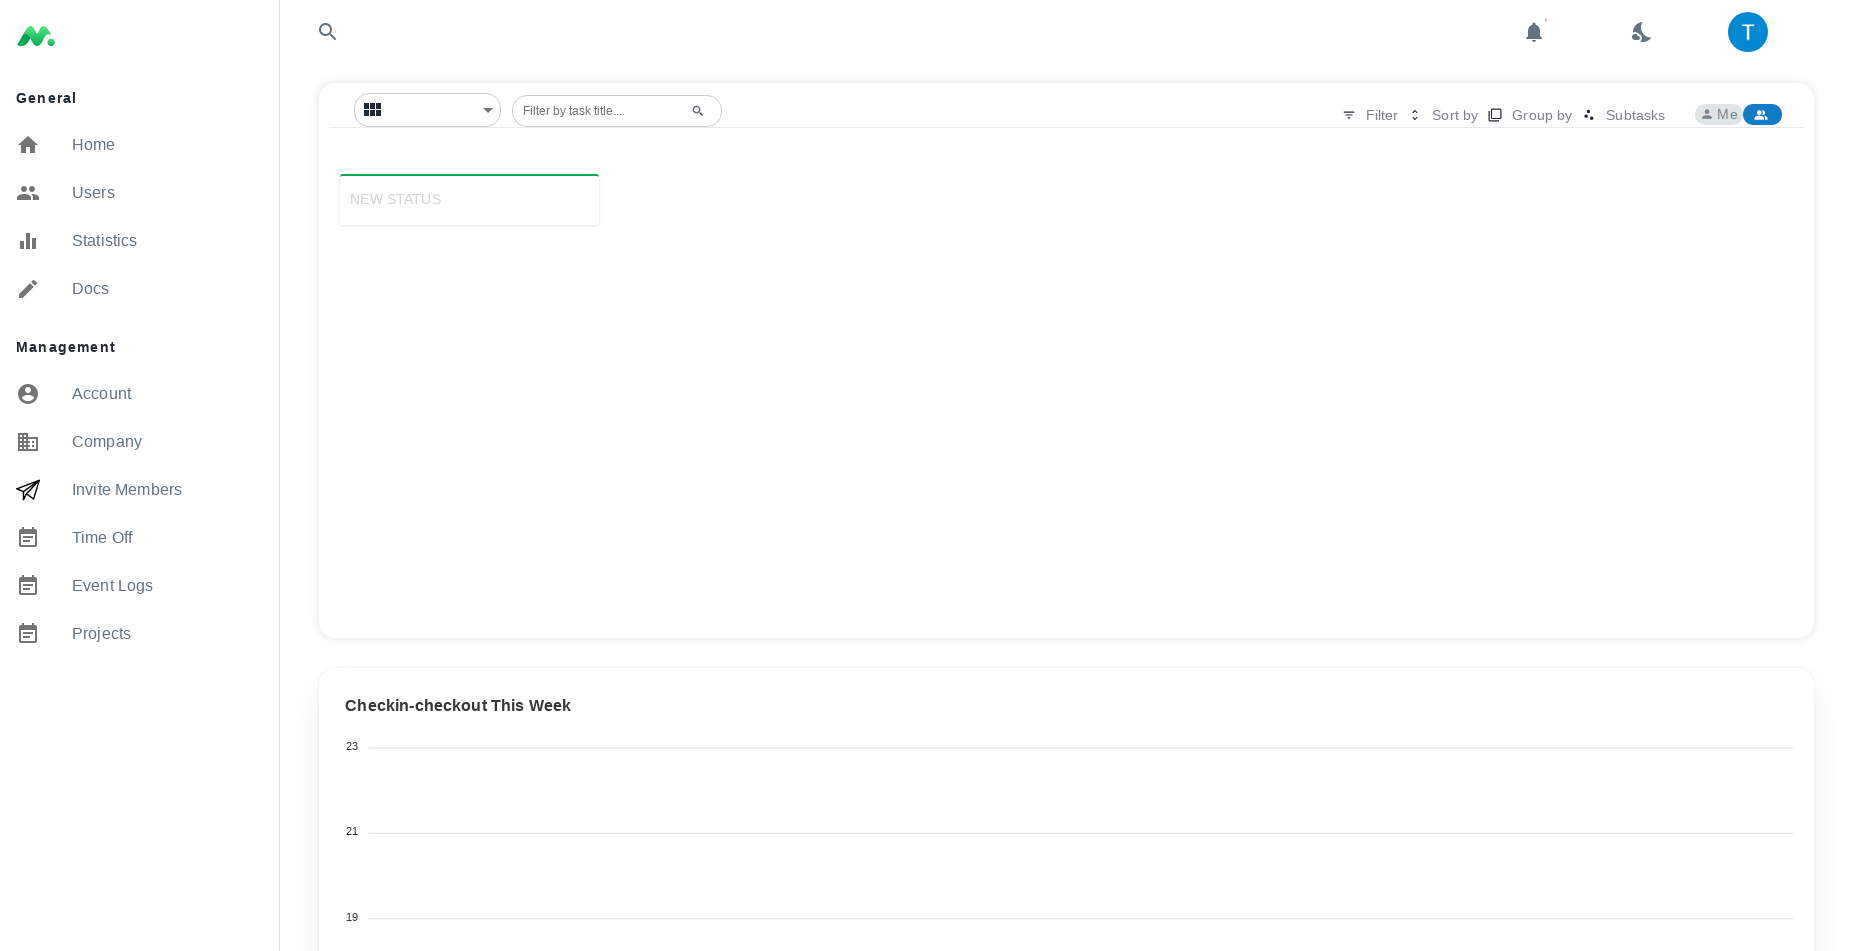 General
Home
Users
Statistics
Docs
Management
Account
Company
Invite Members
Time Off
Event Logs
Projects
T
Filter by task title...
Filter Sort by Group by Subtasks Me
NEW STATUS
Checkin-checkout This Week
23
21
19